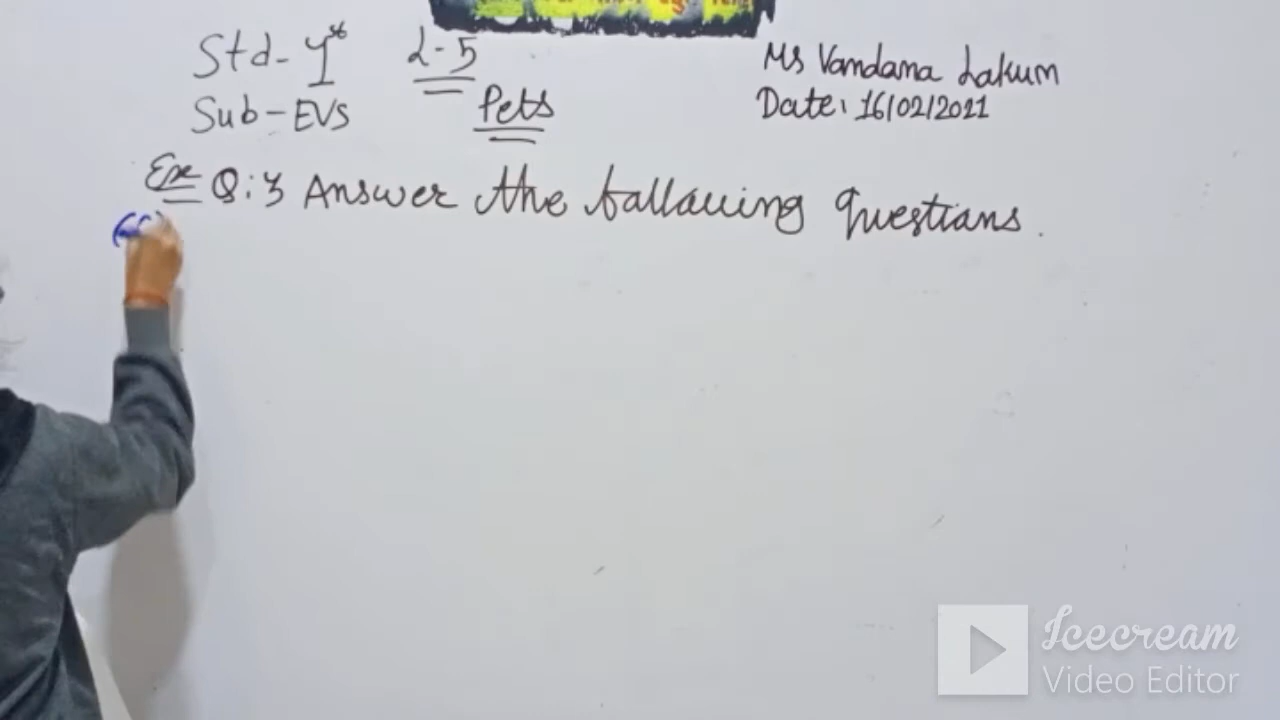 Std-1st L-5
Ms Vandana Lakum
Sub-EVS Pets
Date: 16/02/2021
Ex Q:3 Answer the following questions.
Icecream
Video Editor